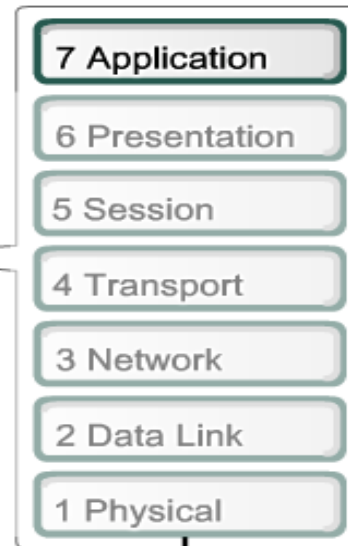 7 Application
6 Presentation
5 Session
4 Transport
3 Network
2 Data Link
1 Physical